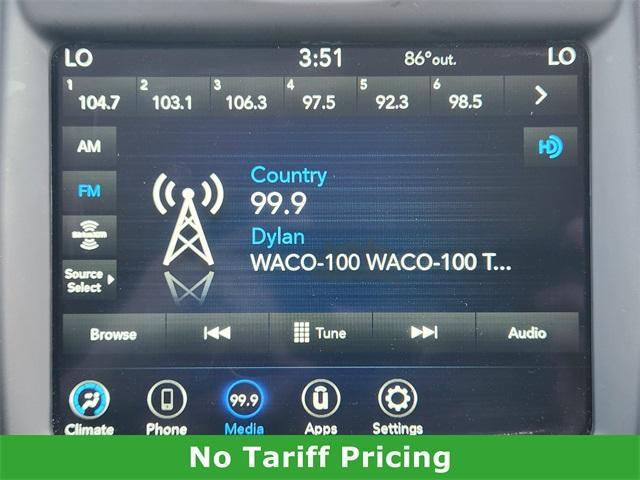 LO 3:51 86°out. LO
1 104.7 2 103.1 3 106.3 4 97.5 5 92.3 6 98.5
AM
HD
FM
Country
99.9
SiriusXM
Dylan
WACO-100 WACO-100 T...
Source
Select
Browse Tune Audio
99.9
Climate Phone Media Apps Settings
No Tariff Pricing